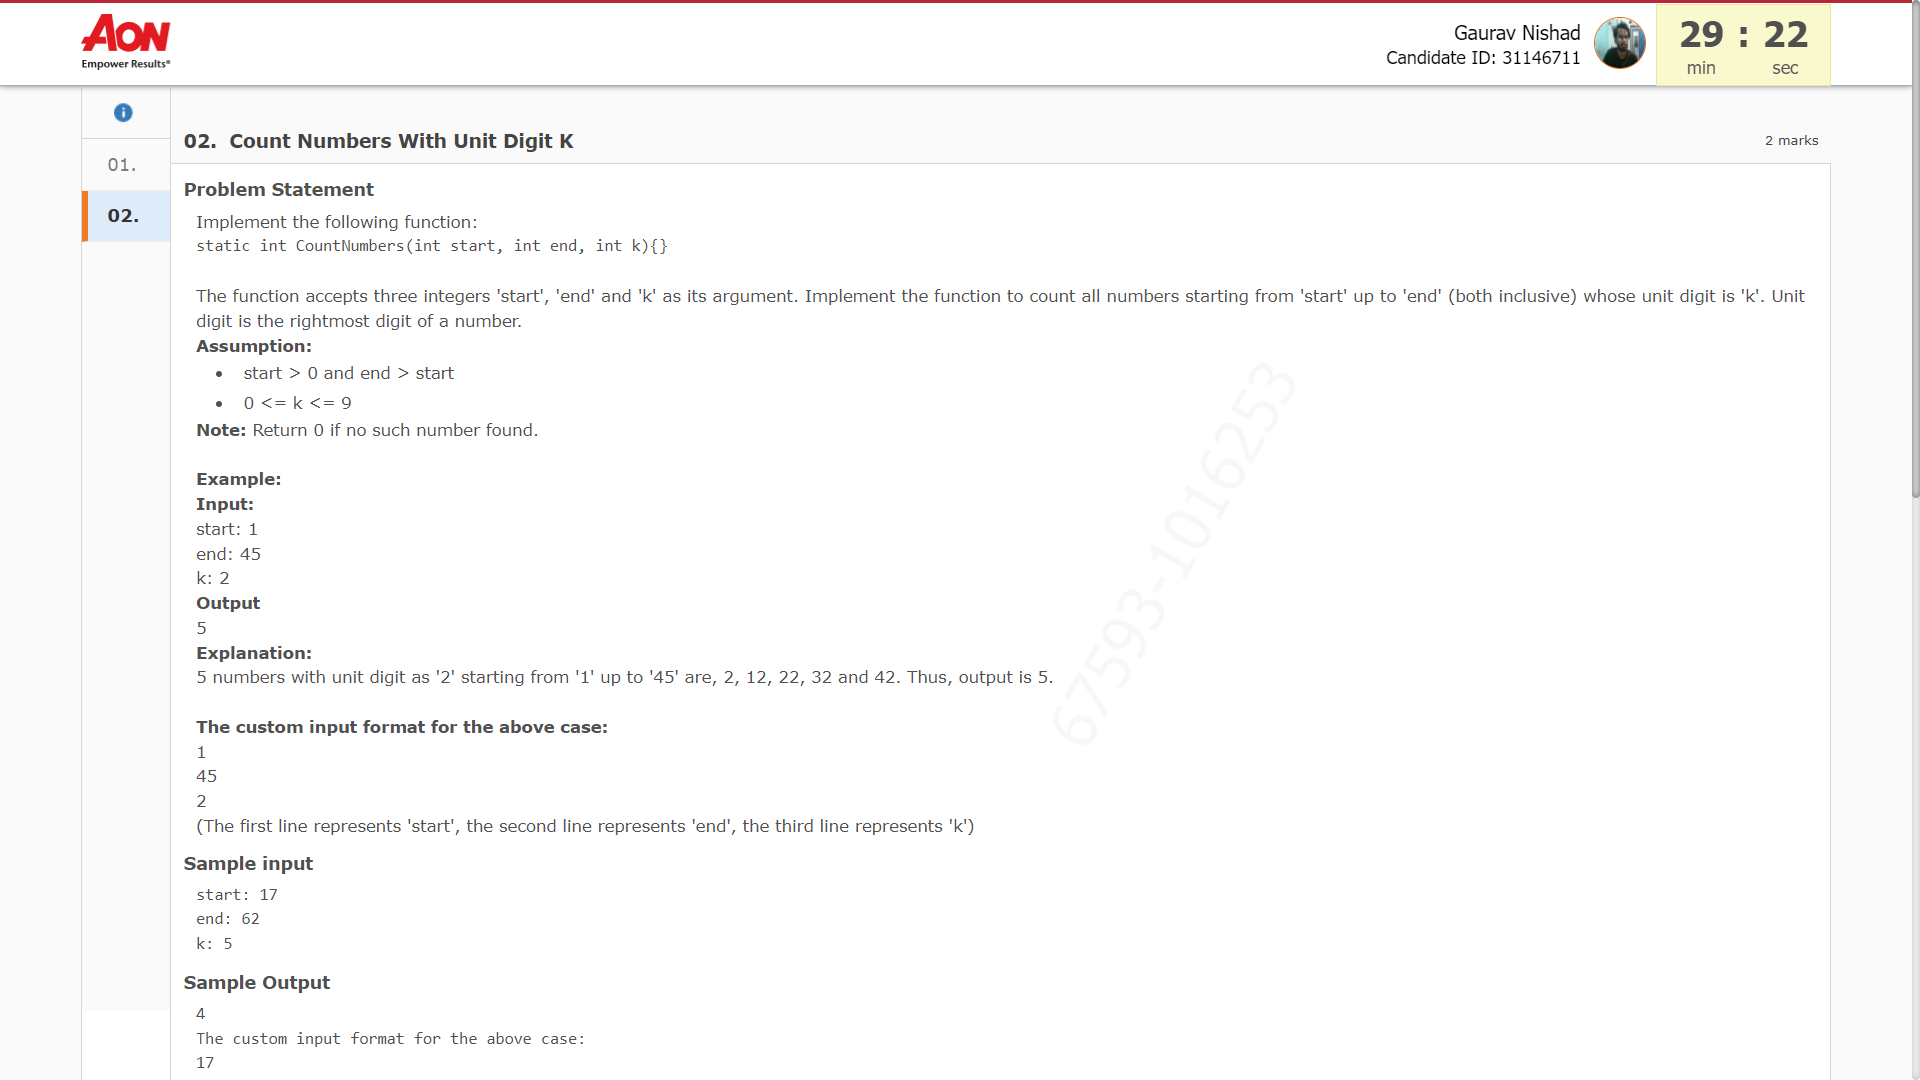 AON
Empower Results®
Gaurav Nishad
Candidate ID: 31146711
29 : 22
min sec
i
01.
02.
02. Count Numbers With Unit Digit K
2 marks
Problem Statement
Implement the following function:
static int CountNumbers(int start, int end, int k){}
The function accepts three integers 'start', 'end' and 'k' as its argument. Implement the function to count all numbers starting from 'start' up to 'end' (both inclusive) whose unit digit is 'k'. Unit
digit is the rightmost digit of a number.
Assumption:
• start > 0 and end > start
• 0 <= k <= 9
Note: Return 0 if no such number found.
Example:
Input:
start: 1
end: 45
k: 2
Output
5
Explanation:
5 numbers with unit digit as '2' starting from '1' up to '45' are, 2, 12, 22, 32 and 42. Thus, output is 5.
The custom input format for the above case:
1
45
2
(The first line represents 'start', the second line represents 'end', the third line represents 'k')
Sample input
start: 17
end: 62
k: 5
Sample Output
4
The custom input format for the above case:
17
67593-1016253